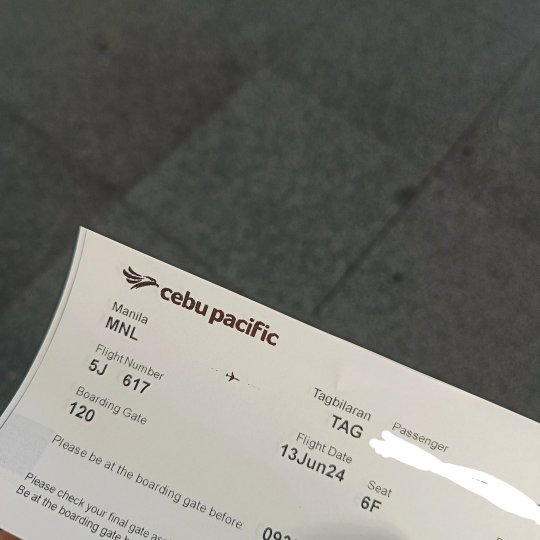 cebu pacific
Manila
MNL
Tagbilaran
TAG
Passenger
Flight Number
5J 617
Flight Date
13Jun24
Seat
6F
Boarding Gate
120
Please be at the boarding gate before
Please check your final gate
Be at the boarding gate